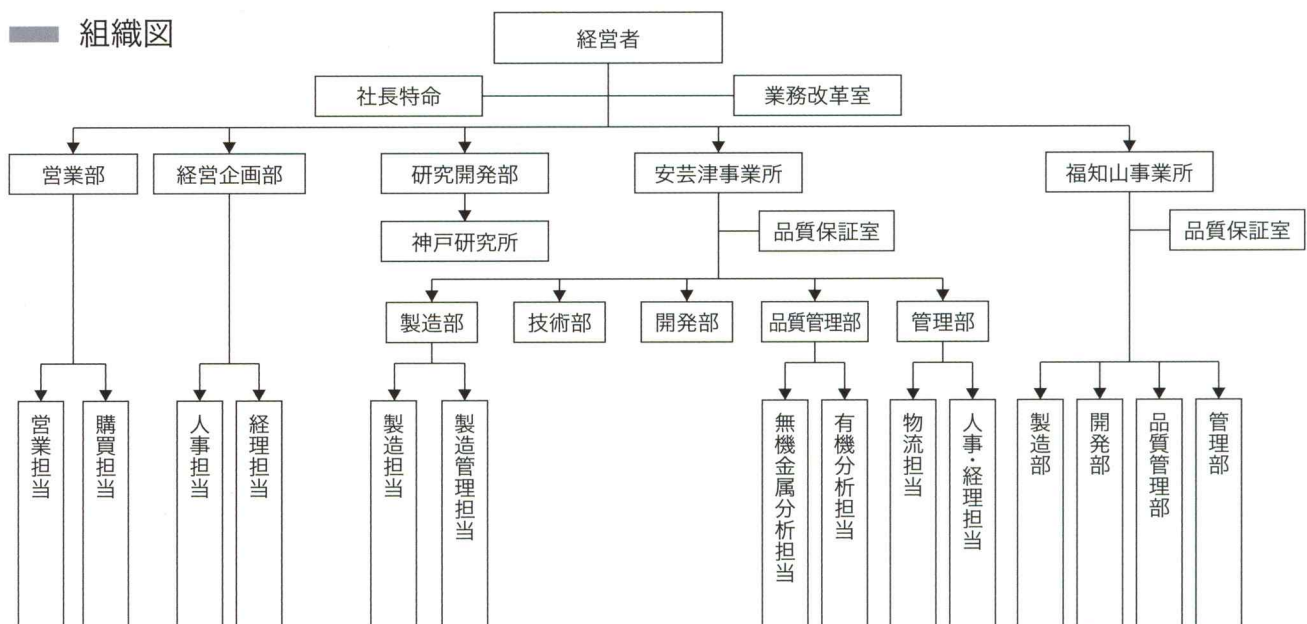 組織図
経営者
社長特命
業務改革室
営業部
経営企画部
研究開発部
安芸津事業所
福知山事業所
神戸研究所
品質保証室
品質保証室
製造部
技術部
開発部
品質管理部
管理部
営業担当
購買担当
人事担当
経理担当
製造担当
製造管理担当
無機金属分析担当
有機分析担当
物流担当
人事・経理担当
製造部
開発部
品質管理部
管理部